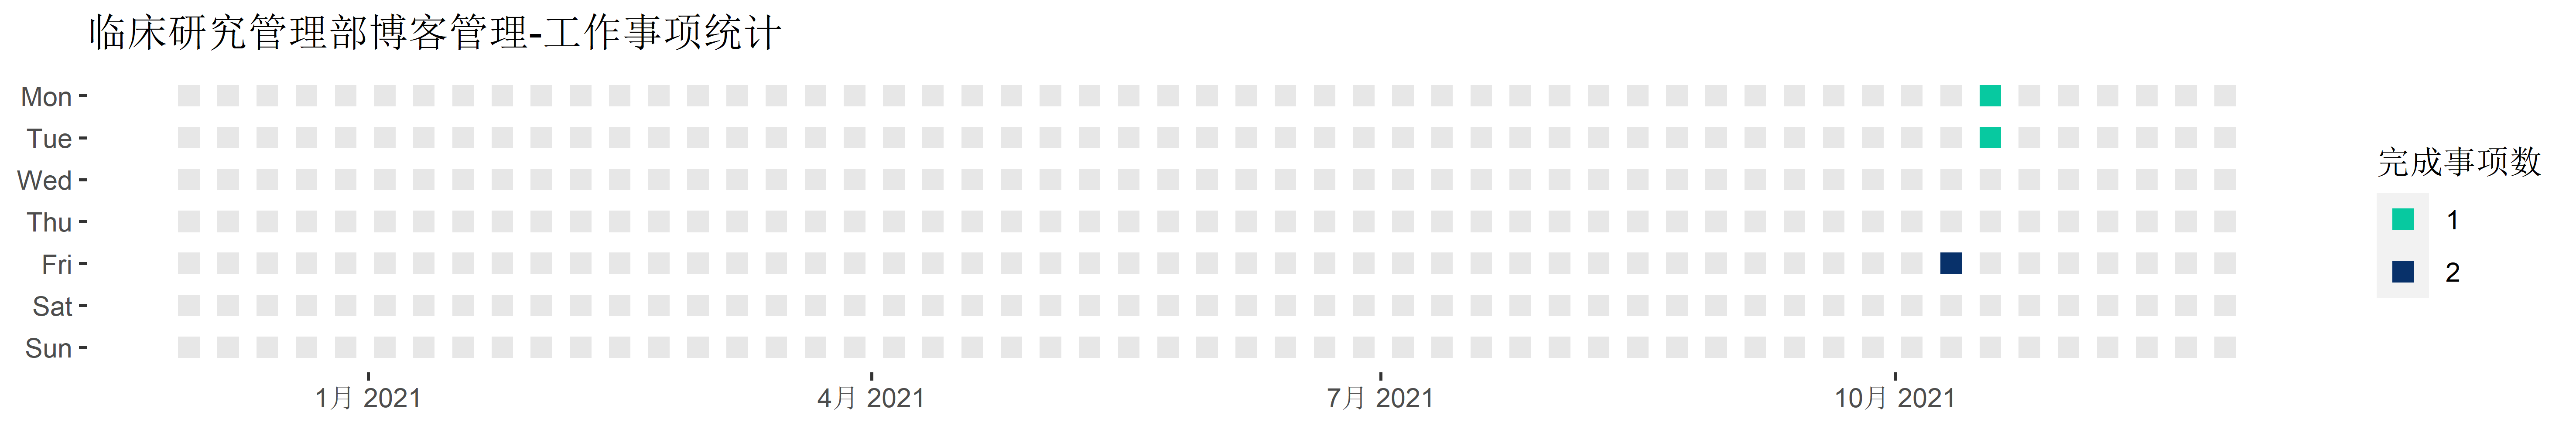 临床研究管理部博客管理-工作事项统计
Mon
Tue
Wed
Thu
Fri
Sat
Sun
1月 2021
4月 2021
7月 2021
10月 2021
完成事项数
1
2